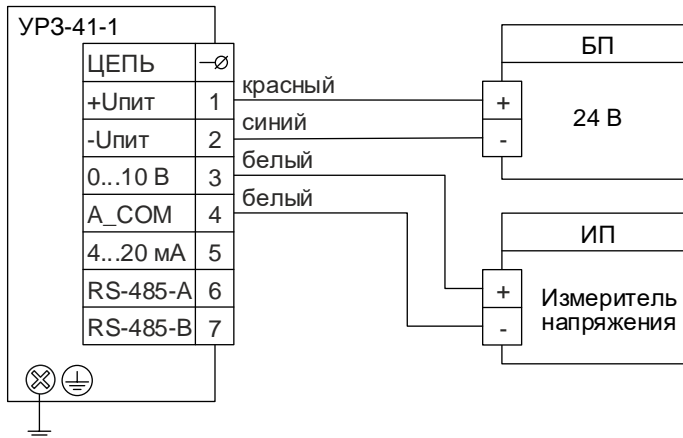 УРЗ-41-1
ЦЕПЬ
+Uпит 1 красный
-Uпит 2 синий
0...10 В 3 белый
A_COM 4 белый
4...20 мА 5
RS-485-A 6
RS-485-B 7
БП
+
24 В
-
ИП
+
Измеритель
напряжения
-